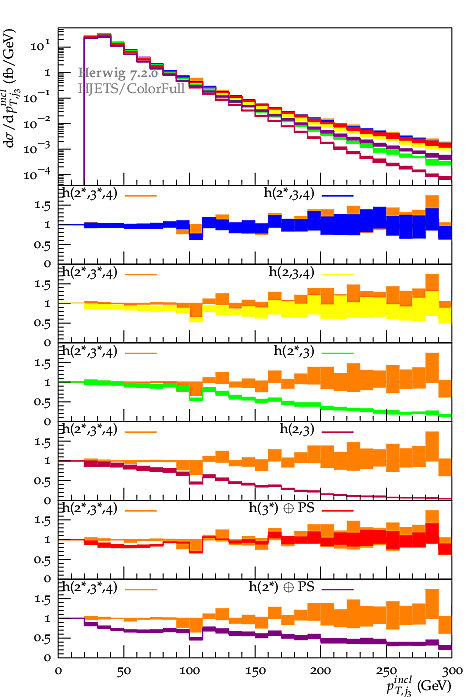 dσ/dp_{T,j3}^{incl} (fb/GeV)
10^1
1
10^−1
10^−2
10^−3
10^−4
Herwig 7.2.0
HJETS/ColorFull
h(2*,3*,4) h(2*,3,4)
1.5
1
0.5
0
h(2*,3*,4) h(2,3,4)
1.5
1
0.5
0
h(2*,3*,4) h(2*,3)
1.5
1
0.5
0
h(2*,3*,4) h(2,3)
1.5
1
0.5
0
h(2*,3*,4) h(3*) ⊕ PS
1.5
1
0.5
0
h(2*,3*,4) h(2*) ⊕ PS
1.5
1
0.5
0
0 50 100 150 200 250 300
p_{T,j3}^{incl} (GeV)